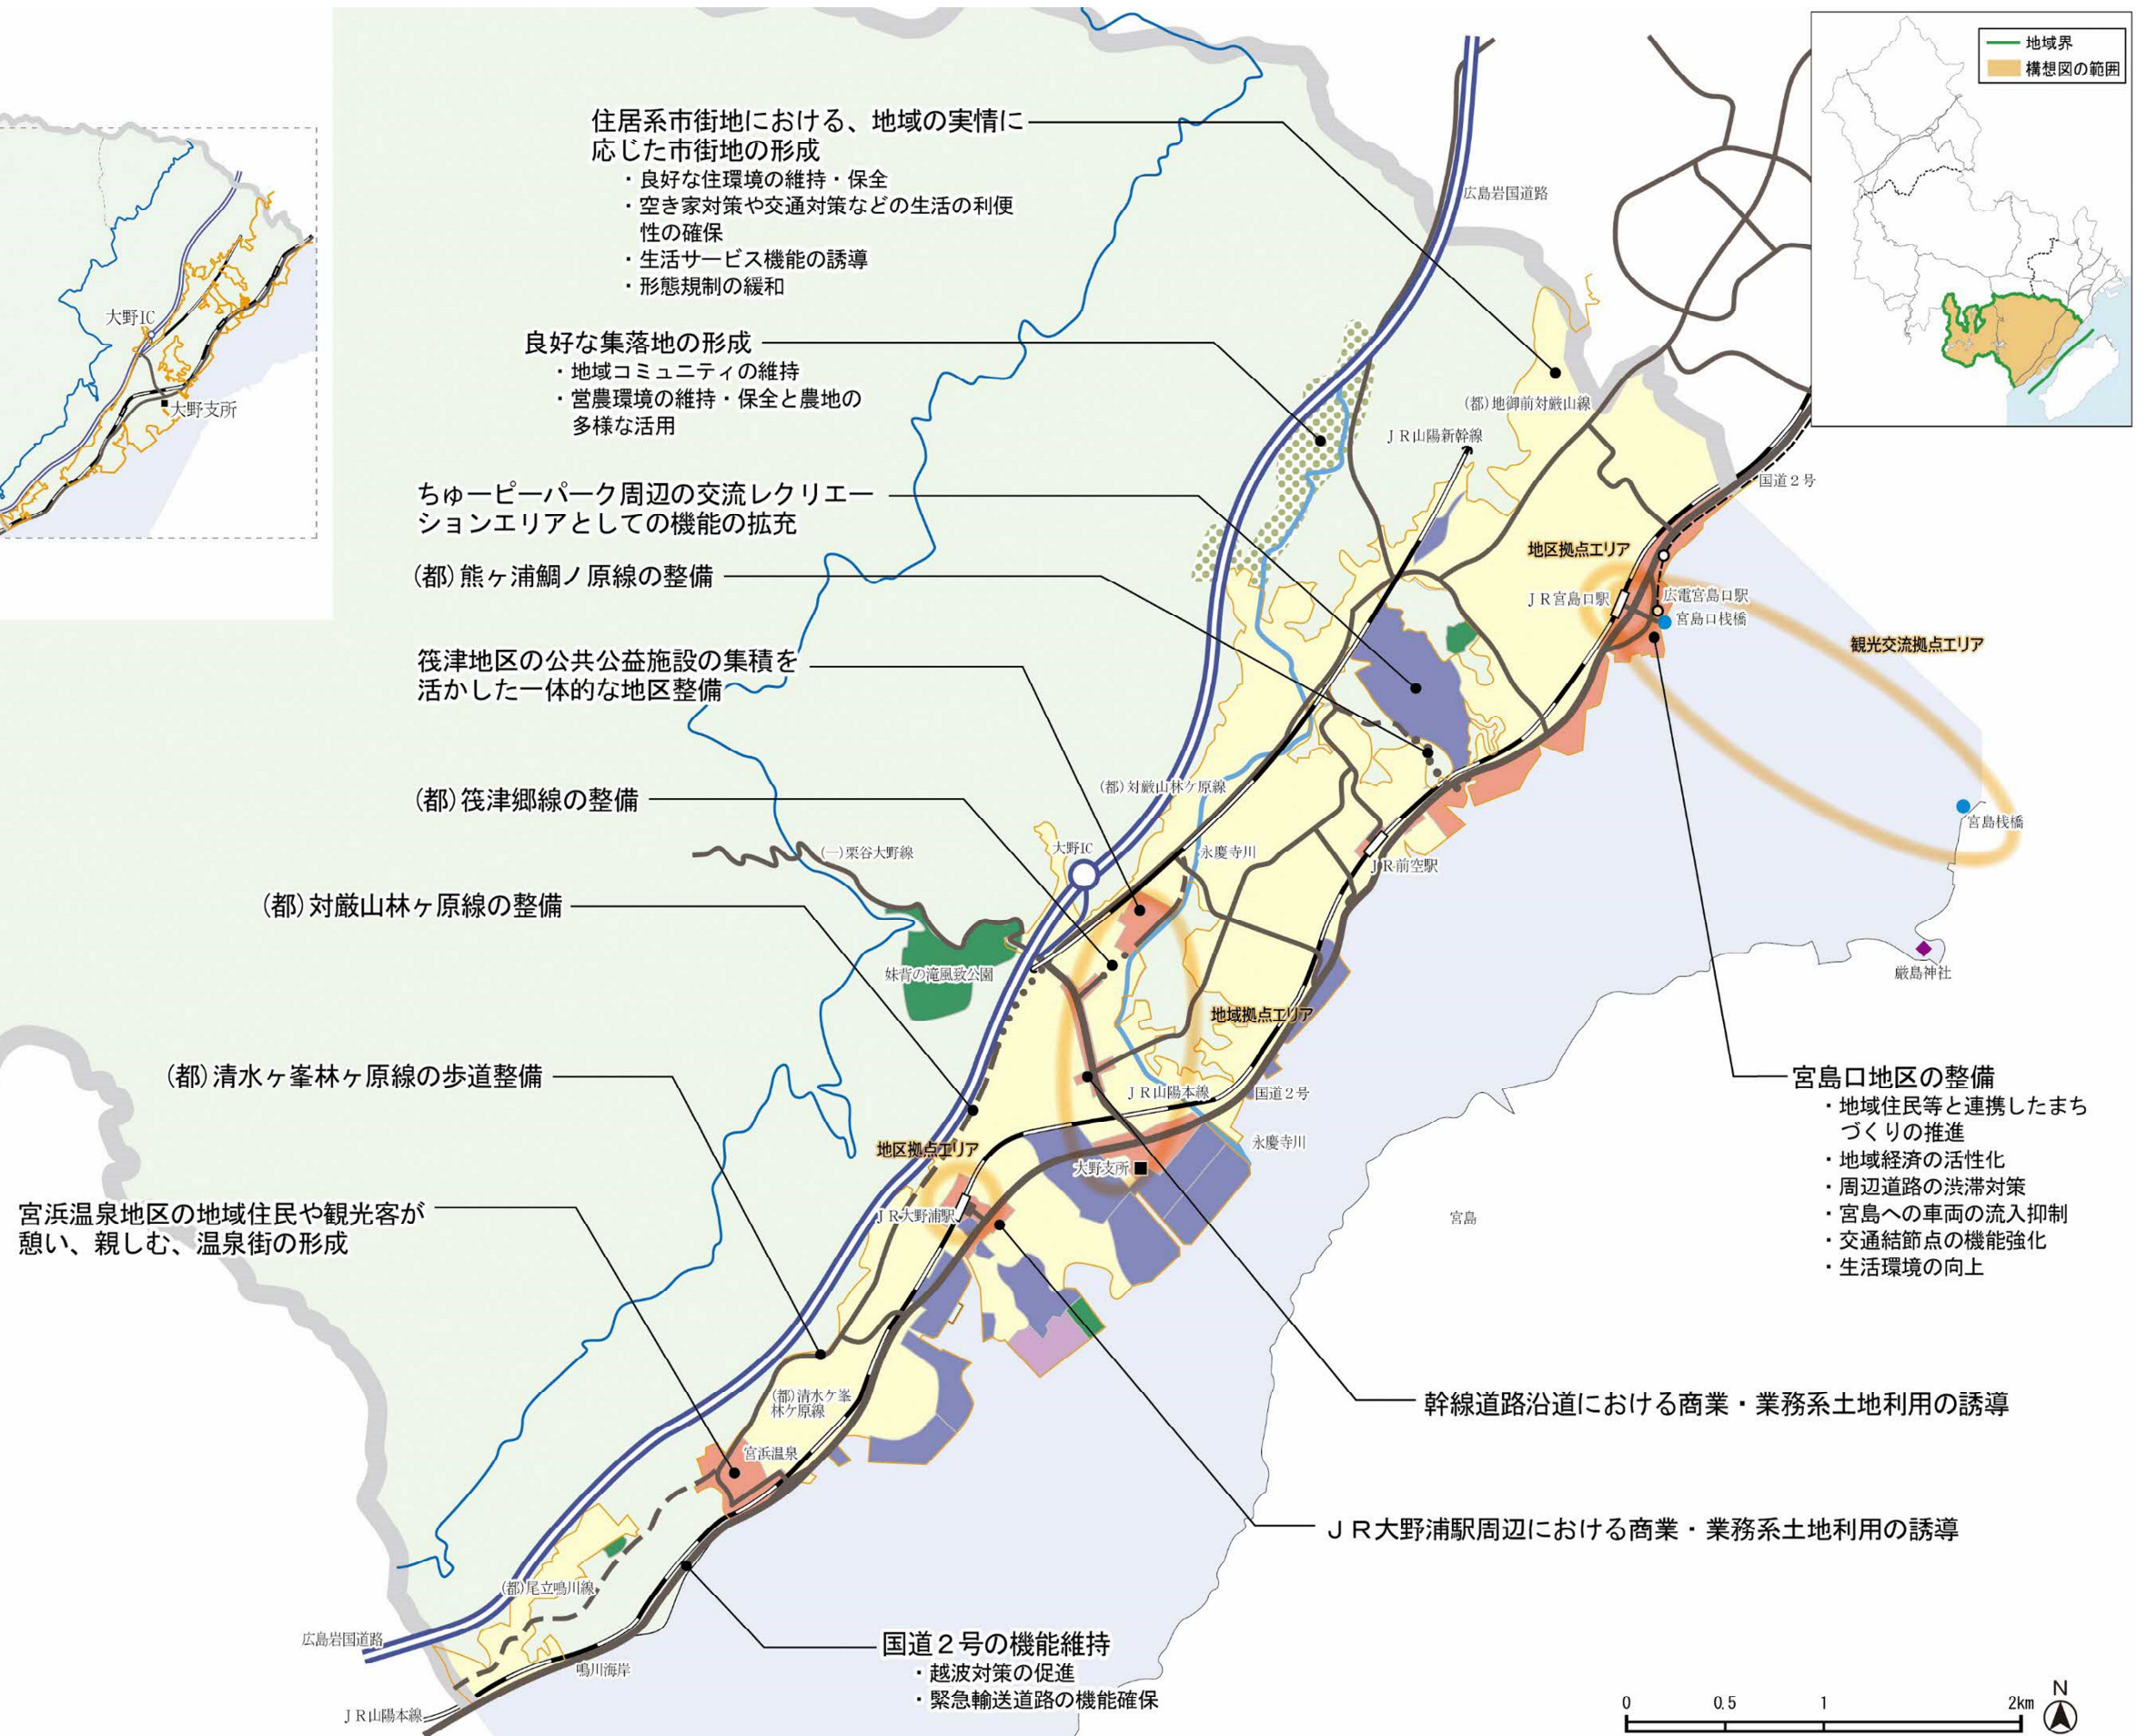 地域界
構想図の範囲
大野IC
大野支所
住居系市街地における、地域の実情に
応じた市街地の形成
・良好な住環境の維持・保全
・空き家対策や交通対策などの生活の利便
性の確保
・生活サービス機能の誘導
・形態規制の緩和
広島岩国道路
良好な集落地の形成
・地域コミュニティの維持
・営農環境の維持・保全と農地の
多様な活用
(都)地御前対厳山線
JR山陽新幹線
国道2号
ちゅーピーパーク周辺の交流レクリエー
ションエリアとしての機能の拡充
地区拠点エリア
(都)熊ヶ浦鯛ノ原線の整備
JR宮島口駅
広電宮島口駅
宮島口桟橋
観光交流拠点エリア
筏津地区の公共公益施設の集積を
活かした一体的な地区整備
(都)対厳山林ケ原線
(都)筏津郷線の整備
宮島桟橋
(一)栗谷大野線
大野IC
永慶寺川
JR前空駅
(都)対厳山林ヶ原線の整備
妹背の滝風致公園
厳島神社
地域拠点エリア
(都)清水ヶ峯林ヶ原線の歩道整備
JR山陽本線
国道2号
宮島口地区の整備
・地域住民等と連携したまち
づくりの推進
・地域経済の活性化
・周辺道路の渋滞対策
・宮島への車両の流入抑制
・交通結節点の機能強化
・生活環境の向上
永慶寺川
地区拠点エリア
大野支所
宮浜温泉地区の地域住民や観光客が
憩い、親しむ、温泉街の形成
JR大野浦駅
宮島
(都)清水ケ峯
林ケ原線
幹線道路沿道における商業・業務系土地利用の誘導
宮浜温泉
JR大野浦駅周辺における商業・業務系土地利用の誘導
(都)尾立鳴川線
広島岩国道路
国道2号の機能維持
・越波対策の促進
・緊急輸送道路の機能確保
鳴川海岸
JR山陽本線
N
0 0.5 1 2km